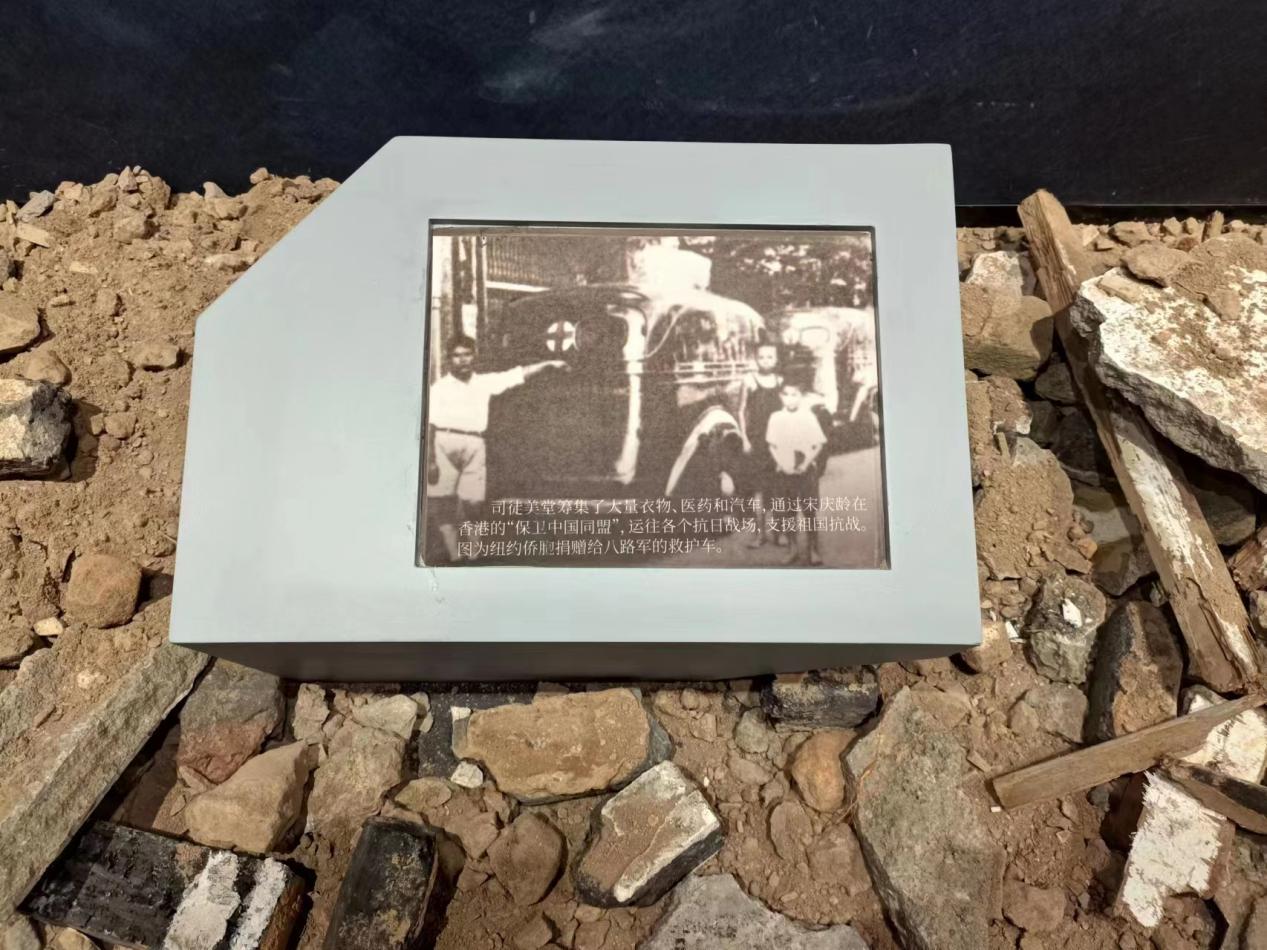 司徒美堂筹集了大量衣物、医药和汽车，通过宋庆龄在
香港的“保卫中国同盟”，运往各个抗日战场，支援祖国抗战。
图为纽约侨胞捐赠给八路军的救护车。